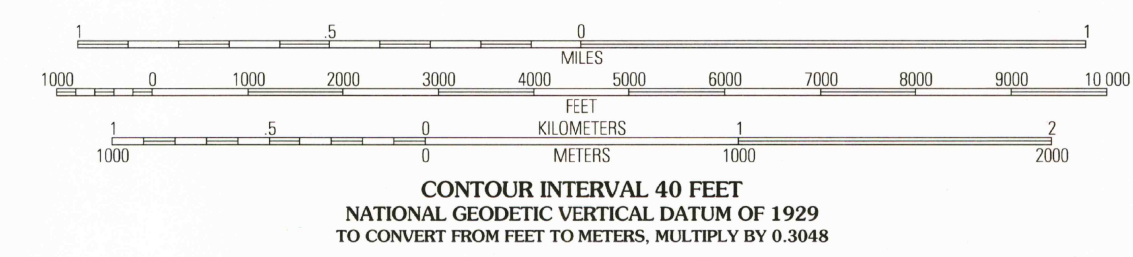 1 .5 0 1
MILES
1000 0 1000 2000 3000 4000 5000 6000 7000 8000 9000 10 000
FEET
1 .5 0 KILOMETERS 1 2
1000 0 METERS 1000 2000
CONTOUR INTERVAL 40 FEET
NATIONAL GEODETIC VERTICAL DATUM OF 1929
TO CONVERT FROM FEET TO METERS, MULTIPLY BY 0.3048